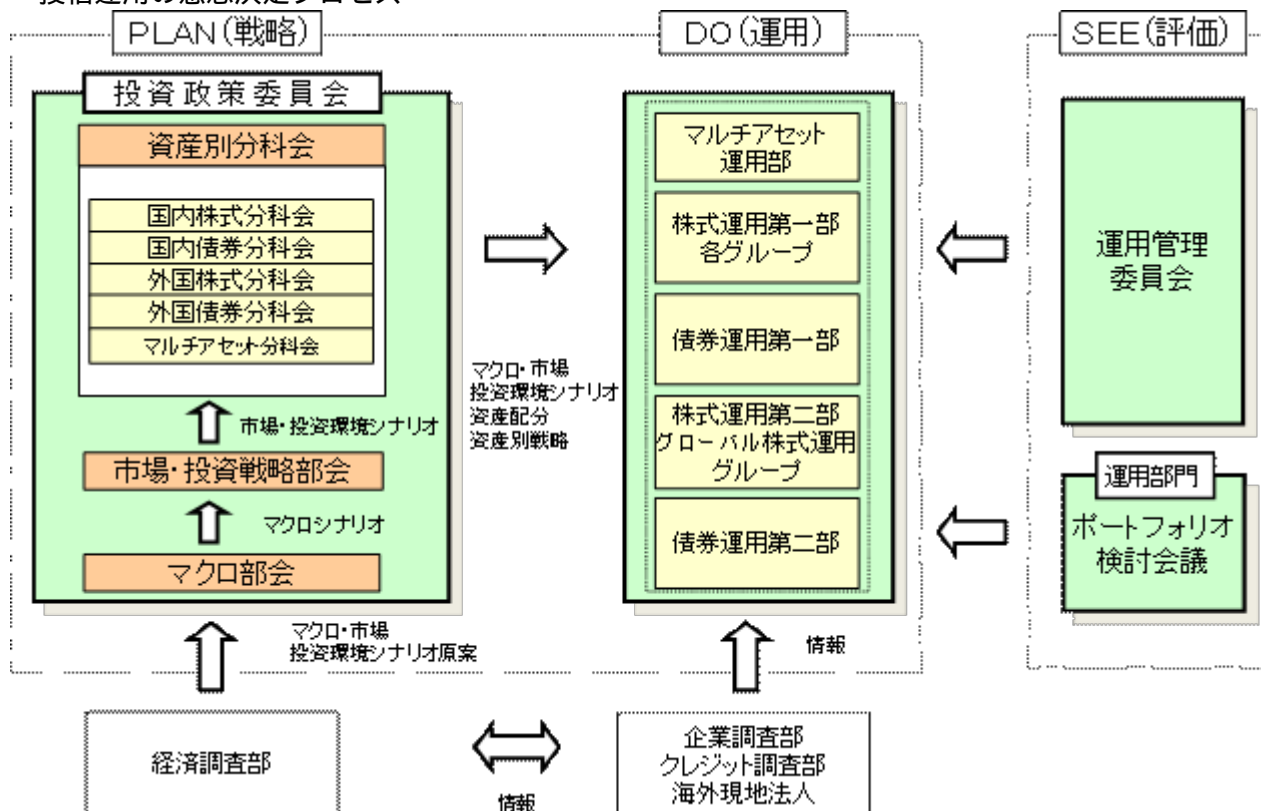 投信運用の意思決定プロセス
PLAN(戦略)
投資政策委員会
資産別分科会
国内株式分科会
国内債券分科会
外国株式分科会
外国債券分科会
マルチアセット分科会
市場・投資環境シナリオ
市場・投資戦略部会
マクロシナリオ
マクロ部会
マクロ・市場
投資環境シナリオ原案
経済調査部
マクロ・市場
投資環境シナリオ
資産配分
資産別戦略
DO(運用)
マルチアセット
運用部
株式運用第一部
各グループ
債券運用第一部
株式運用第二部
グローバル株式運用
グループ
債券運用第二部
情報
企業調査部
クレジット調査部
海外現地法人
情報
SEE(評価)
運用管理
委員会
運用部門
ポートフォリオ
検討会議